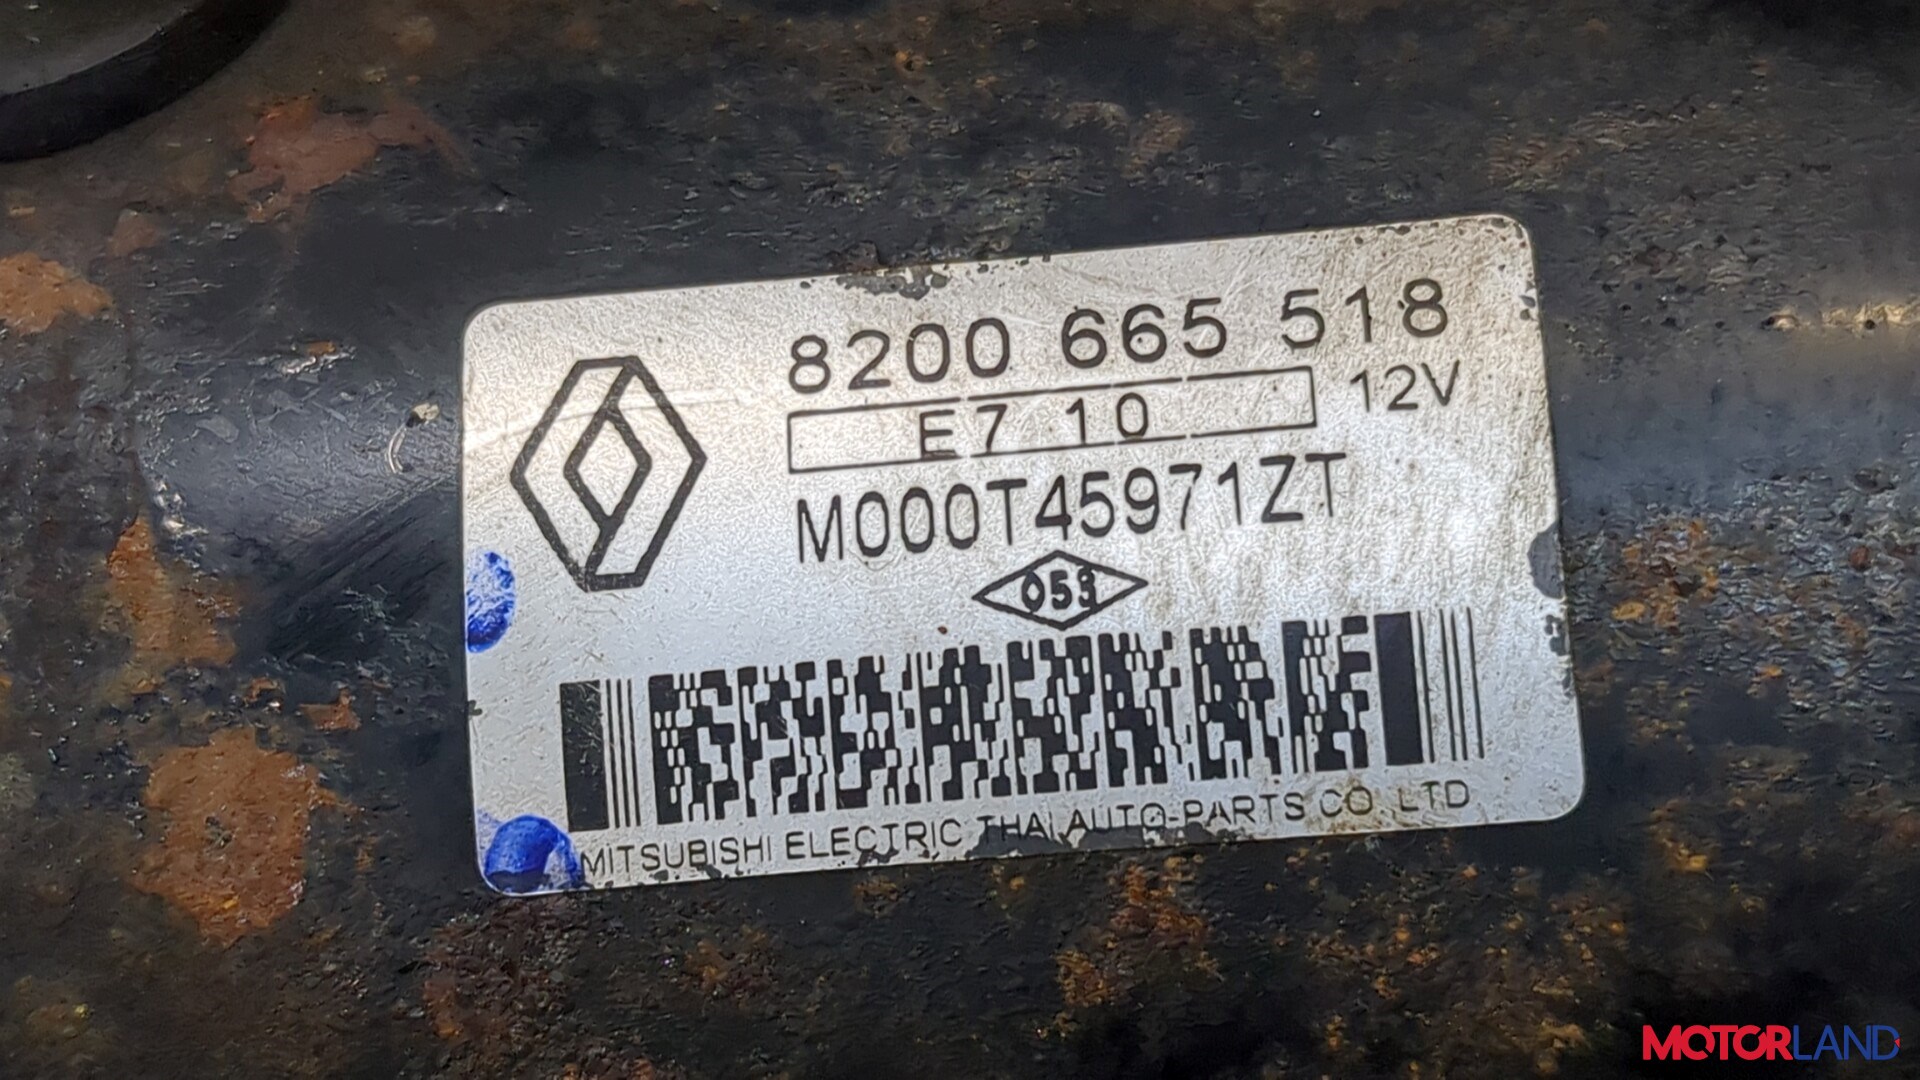 8200 665 518
E7 10
12V
M000T45971ZT
053
MITSUBISHI ELECTRIC THAI AUTO-PARTS CO LTD
MOTORLAND